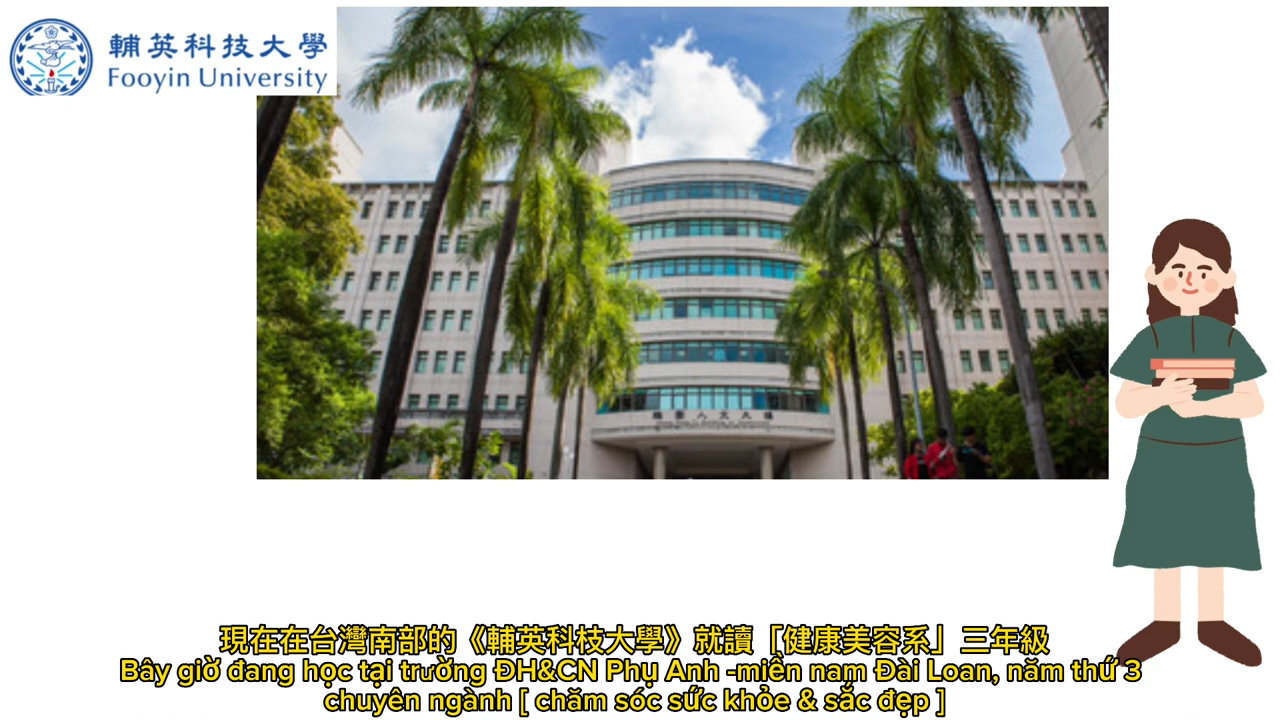 輔英科技大學
Fooyin University
現在在台灣南部的《輔英科枝大學》就讀「健康美容系」三年級
Bây giờ đang học tại trường ĐH&CN Phụ Anh -miền nam Đài Loan, năm thứ 3
chuyên ngành [ chăm sóc sức khỏe & sắc đẹp ]